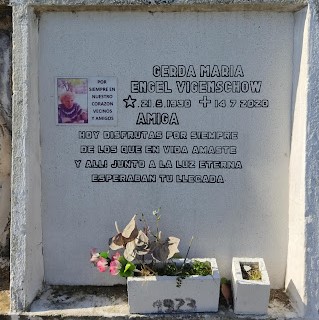 GERDA MARIA
ENGEL VIGENSCHOW
☆.21.5.1930 ✝ 14 7 2020
AMIGA
POR
SIEMPRE EN
NUESTRO
CORAZON
VECINOS
Y AMIGOS
HOY DISFRUTAS POR SIEMPRE
DE LOS QUE EN VIDA AMASTE
Y ALLI JUNTO A LA LUZ ETERNA
ESPERABAN TU LLEGADA
1973